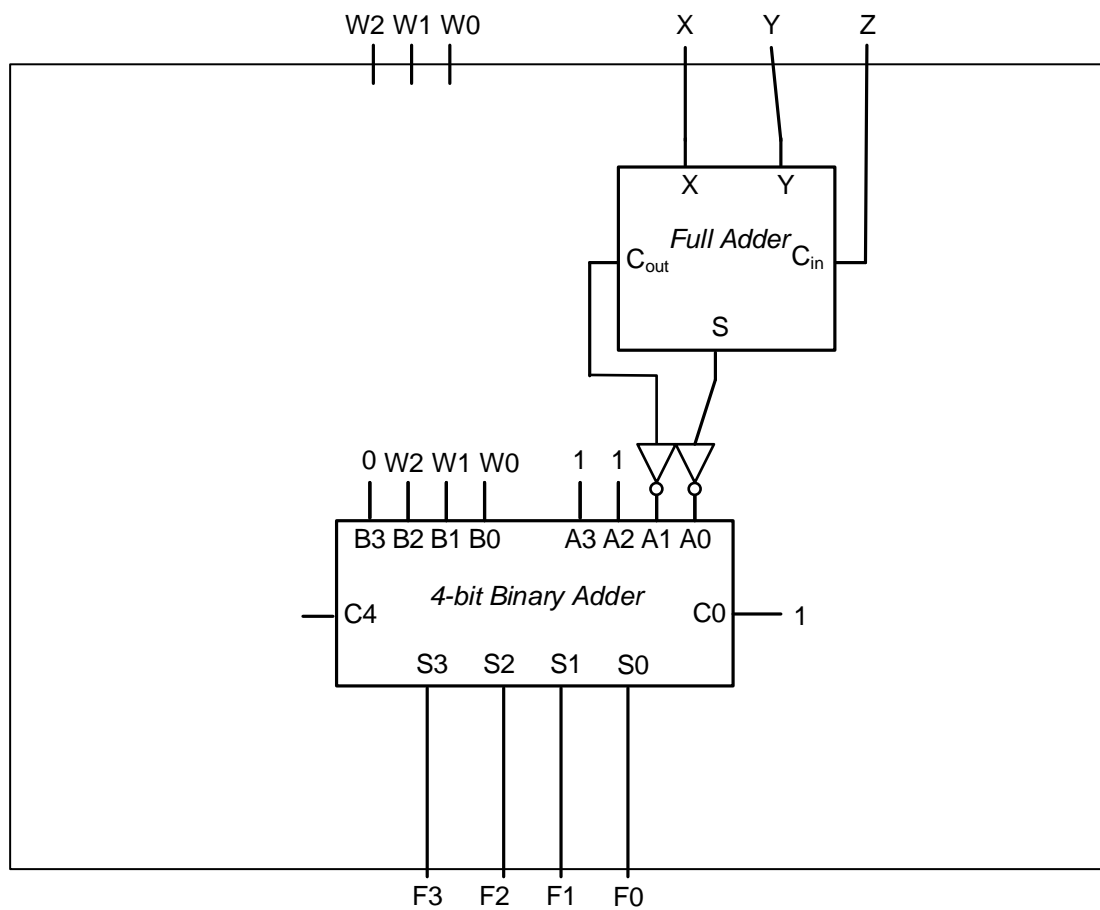 W2 W1 W0 X Y Z
X Y
Full Adder
Cout Cin
S
0 W2 W1 W0 1 1
B3 B2 B1 B0 A3 A2 A1 A0
4-bit Binary Adder
C4 C0 1
S3 S2 S1 S0
F3 F2 F1 F0